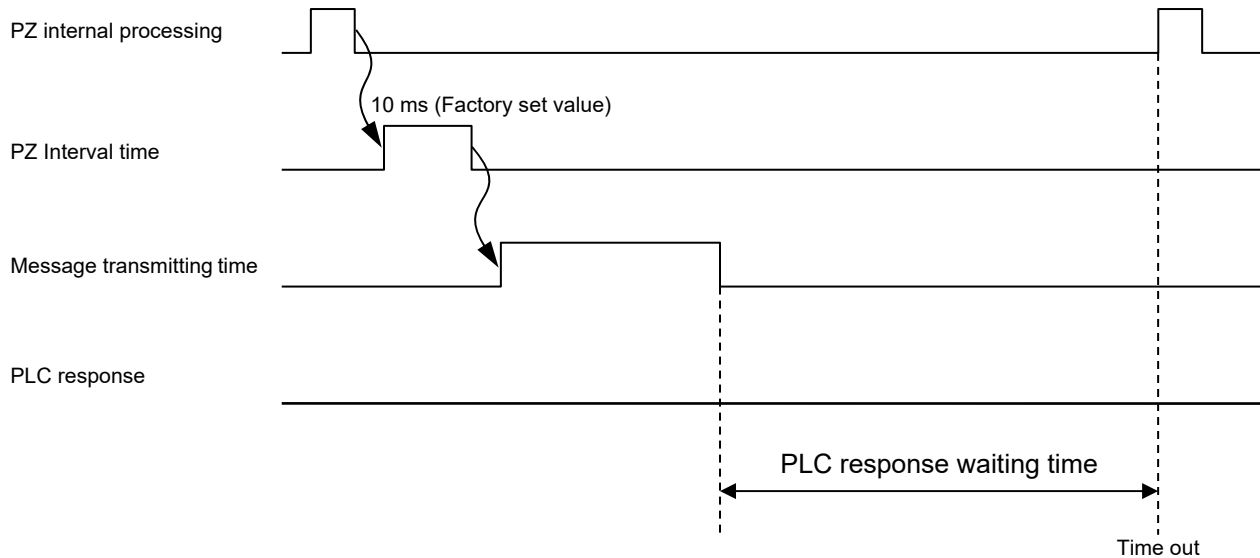 PZ internal processing
10 ms (Factory set value)
PZ Interval time
Message transmitting time
PLC response
PLC response waiting time
Time out